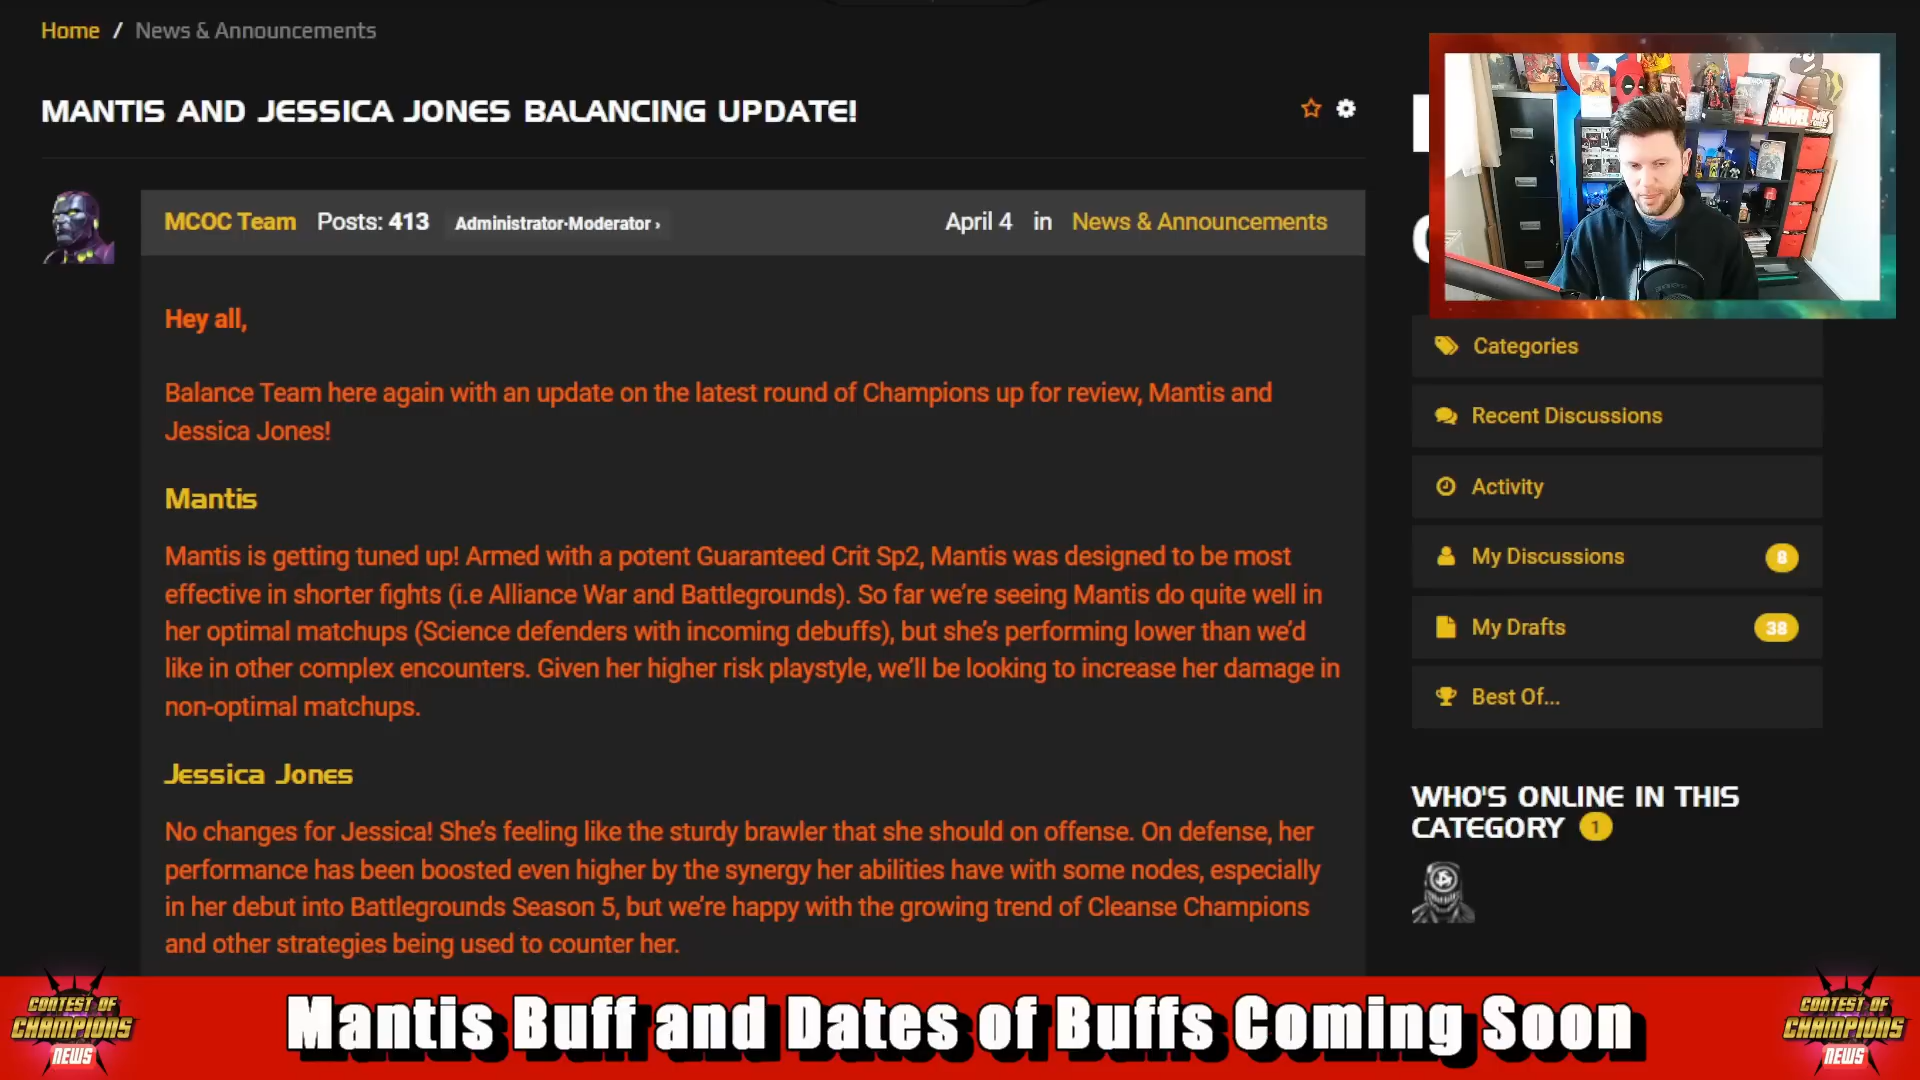 Home / News & Announcements
MANTIS AND JESSICA JONES BALANCING UPDATE!
MCOC Team Posts: 413 Administrator·Moderator › April 4 in News & Announcements
Hey all,
Balance Team here again with an update on the latest round of Champions up for review, Mantis and
Jessica Jones!
Mantis
Mantis is getting tuned up! Armed with a potent Guaranteed Crit Sp2, Mantis was designed to be most
effective in shorter fights (i.e Alliance War and Battlegrounds). So far we’re seeing Mantis do quite well in
her optimal matchups (Science defenders with incoming debuffs), but she’s performing lower than we’d
like in other complex encounters. Given her higher risk playstyle, we’ll be looking to increase her damage in
non-optimal matchups.
Jessica Jones
No changes for Jessica! She’s feeling like the sturdy brawler that she should on offense. On defense, her
performance has been boosted even higher by the synergy her abilities have with some nodes, especially
in her debut into Battlegrounds Season 5, but we’re happy with the growing trend of Cleanse Champions
and other strategies being used to counter her.
MARVEL
Categories
Recent Discussions
Activity
My Discussions 8
My Drafts 38
Best Of...
WHO'S ONLINE IN THIS
CATEGORY 1
CONTEST OF
CHAMPIONS
NEWS
Mantis Buff and Dates of Buffs Coming Soon
CONTEST OF
CHAMPIONS
NEWS